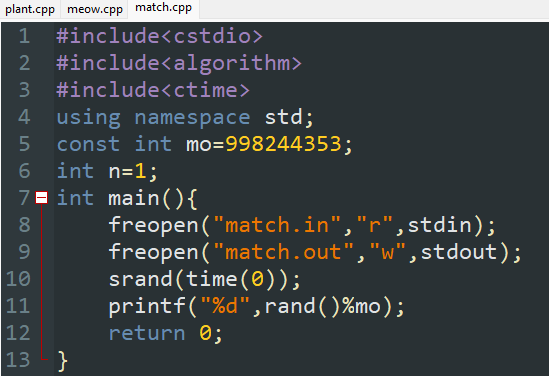 plant.cpp meow.cpp match.cpp
1 #include<cstdio>
2 #include<algorithm>
3 #include<ctime>
4 using namespace std;
5 const int mo=998244353;
6 int n=1;
7 int main(){
8 freopen("match.in","r",stdin);
9 freopen("match.out","w",stdout);
10 srand(time(0));
11 printf("%d",rand()%mo);
12 return 0;
13 }